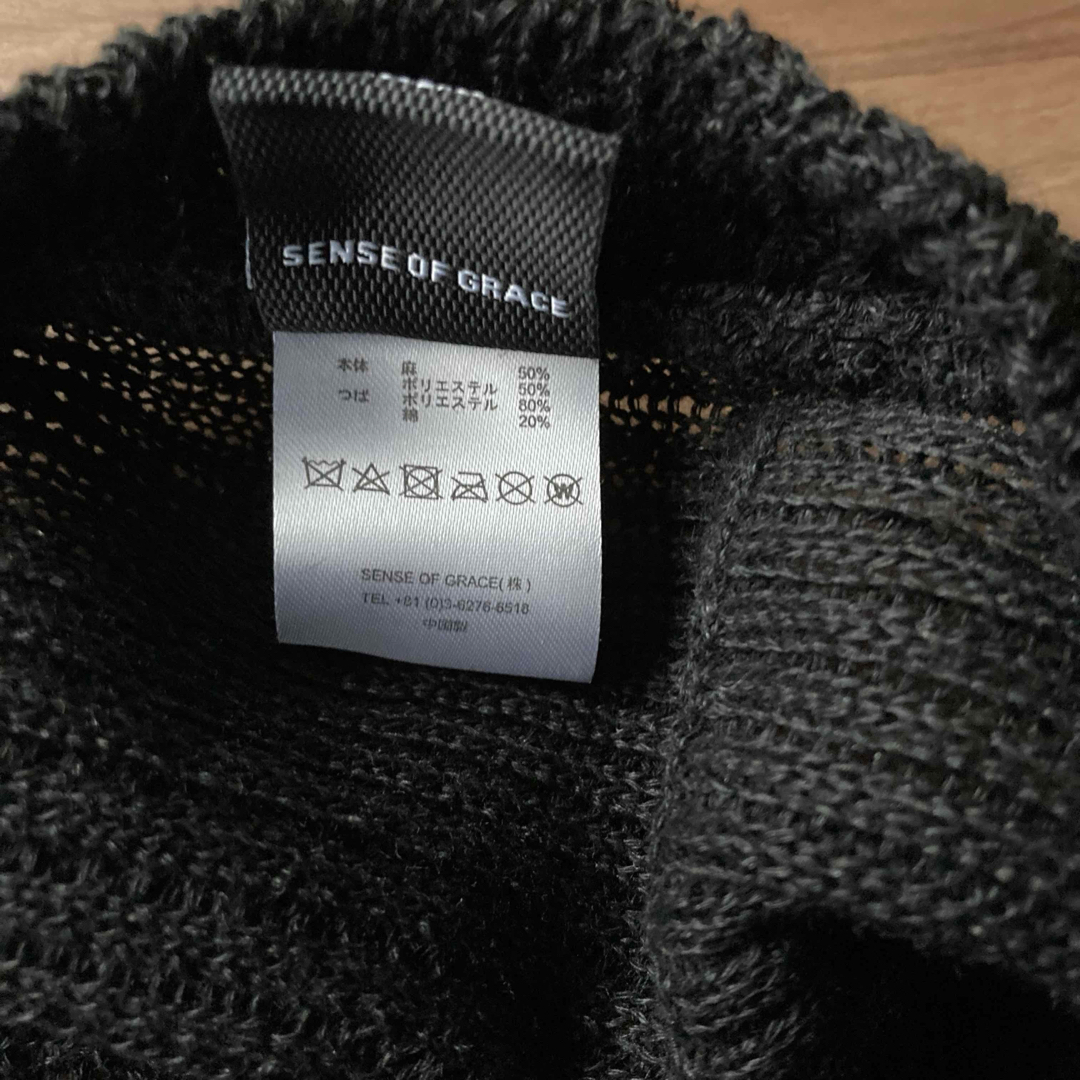 SENSE OF GRACE
本体 麻 50%
ポリエステル 50%
つば ポリエステル 80%
綿 20%
W
SENSE OF GRACE(株)
TEL +81 (0)3-6276-6518
中国製